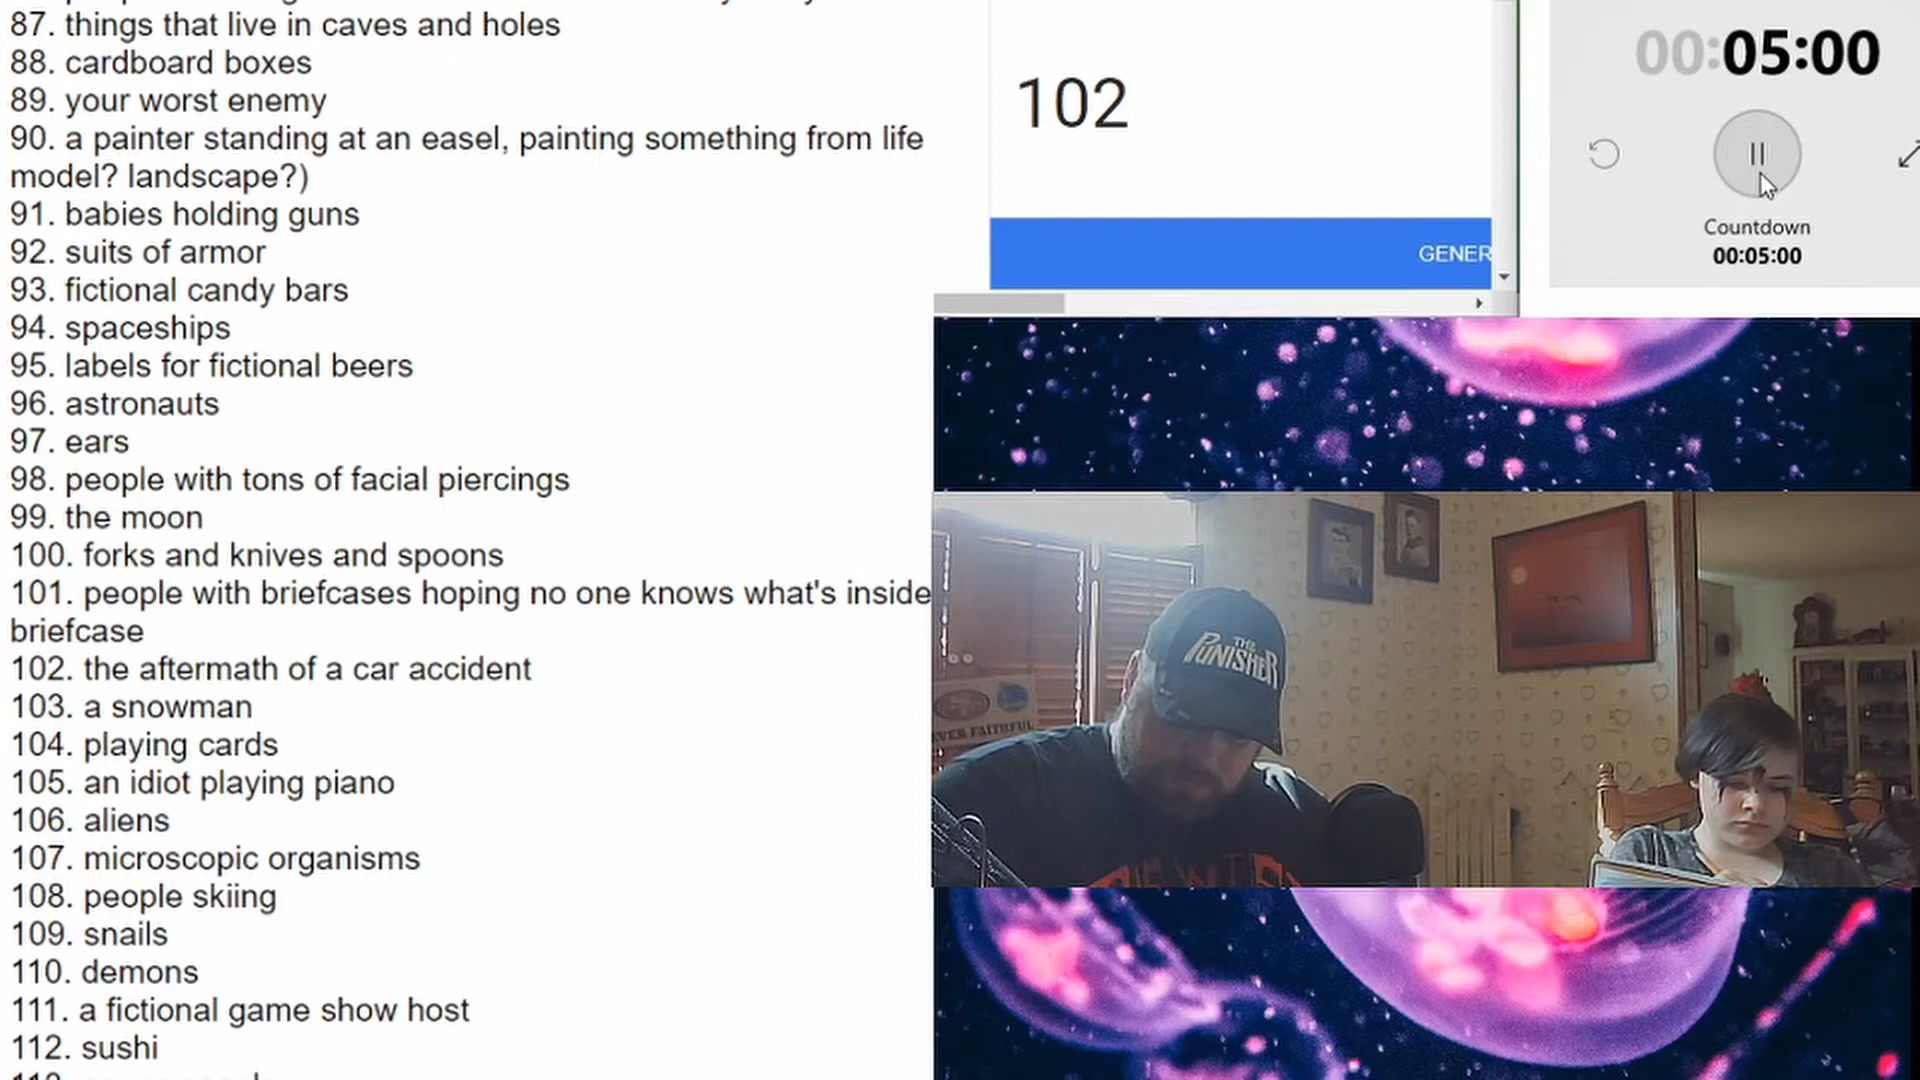 87. things that live in caves and holes
88. cardboard boxes
89. your worst enemy
90. a painter standing at an easel, painting something from life
model? landscape?)
91. babies holding guns
92. suits of armor
93. fictional candy bars
94. spaceships
95. labels for fictional beers
96. astronauts
97. ears
98. people with tons of facial piercings
99. the moon
100. forks and knives and spoons
101. people with briefcases hoping no one knows what's inside
briefcase
102. the aftermath of a car accident
103. a snowman
104. playing cards
105. an idiot playing piano
106. aliens
107. microscopic organisms
108. people skiing
109. snails
110. demons
111. a fictional game show host
112. sushi
102
GENER
00:05:00
Countdown
00:05:00
THE
PUNISHER
FAITHFUL